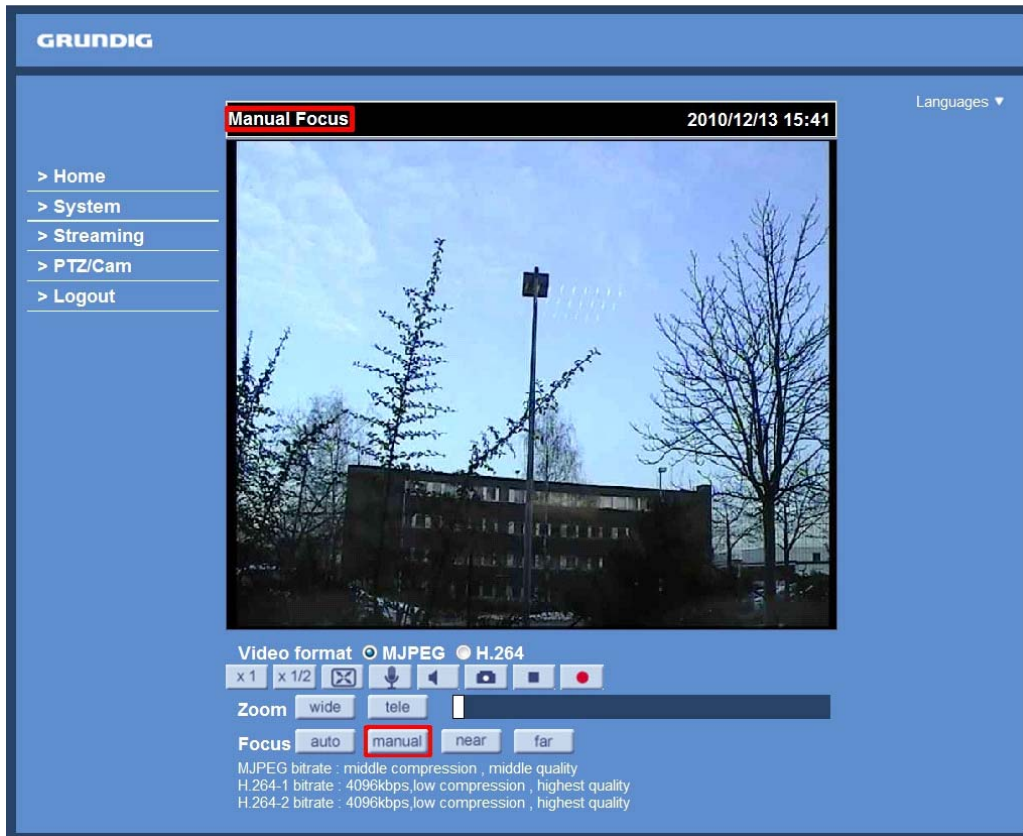 GRUNDIG
Languages ▼
Manual Focus 2010/12/13 15:41
> Home
> System
> Streaming
> PTZ/Cam
> Logout
Video format MJPEG H.264
x 1 x 1/2
Zoom wide tele
Focus auto manual near far
MJPEG bitrate : middle compression , middle quality
H.264-1 bitrate : 4096kbps,low compression , highest quality
H.264-2 bitrate : 4096kbps,low compression , highest quality